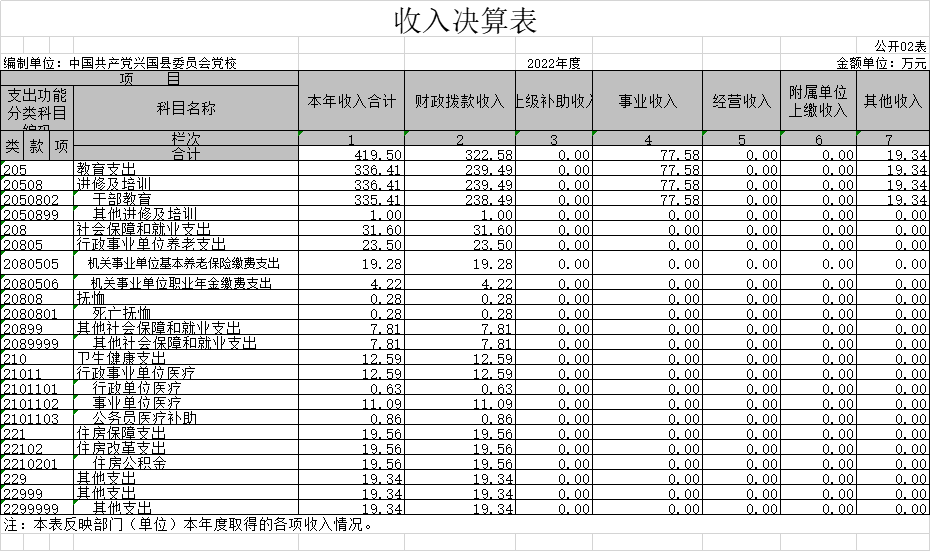 收入决算表
公开02表
编制单位：中国共产党兴国县委员会党校 2022年度 金额单位：万元
项 目 本年收入合计 财政拨款收入 上级补助收入 事业收入 经营收入 附属单位上缴收入 其他收入
支出功能分类科目编码 科目名称
类 款 项 栏次 1 2 3 4 5 6 7
合计 419.50 322.58 0.00 77.58 0.00 0.00 19.34
205 教育支出 336.41 239.49 0.00 77.58 0.00 0.00 19.34
20508 进修及培训 336.41 239.49 0.00 77.58 0.00 0.00 19.34
2050802 干部教育 335.41 238.49 0.00 77.58 0.00 0.00 19.34
2050899 其他进修及培训 1.00 1.00 0.00 0.00 0.00 0.00 0.00
208 社会保障和就业支出 31.60 31.60 0.00 0.00 0.00 0.00 0.00
20805 行政事业单位养老支出 23.50 23.50 0.00 0.00 0.00 0.00 0.00
2080505 机关事业单位基本养老保险缴费支出 19.28 19.28 0.00 0.00 0.00 0.00 0.00
2080506 机关事业单位职业年金缴费支出 4.22 4.22 0.00 0.00 0.00 0.00 0.00
20808 抚恤 0.28 0.28 0.00 0.00 0.00 0.00 0.00
2080801 死亡抚恤 0.28 0.28 0.00 0.00 0.00 0.00 0.00
20899 其他社会保障和就业支出 7.81 7.81 0.00 0.00 0.00 0.00 0.00
2089999 其他社会保障和就业支出 7.81 7.81 0.00 0.00 0.00 0.00 0.00
210 卫生健康支出 12.59 12.59 0.00 0.00 0.00 0.00 0.00
21011 行政事业单位医疗 12.59 12.59 0.00 0.00 0.00 0.00 0.00
2101101 行政单位医疗 0.63 0.63 0.00 0.00 0.00 0.00 0.00
2101102 事业单位医疗 11.09 11.09 0.00 0.00 0.00 0.00 0.00
2101103 公务员医疗补助 0.86 0.86 0.00 0.00 0.00 0.00 0.00
221 住房保障支出 19.56 19.56 0.00 0.00 0.00 0.00 0.00
22102 住房改革支出 19.56 19.56 0.00 0.00 0.00 0.00 0.00
2210201 住房公积金 19.56 19.56 0.00 0.00 0.00 0.00 0.00
229 其他支出 19.34 19.34 0.00 0.00 0.00 0.00 0.00
22999 其他支出 19.34 19.34 0.00 0.00 0.00 0.00 0.00
2299999 其他支出 19.34 19.34 0.00 0.00 0.00 0.00 0.00
注：本表反映部门（单位）本年度取得的各项收入情况。